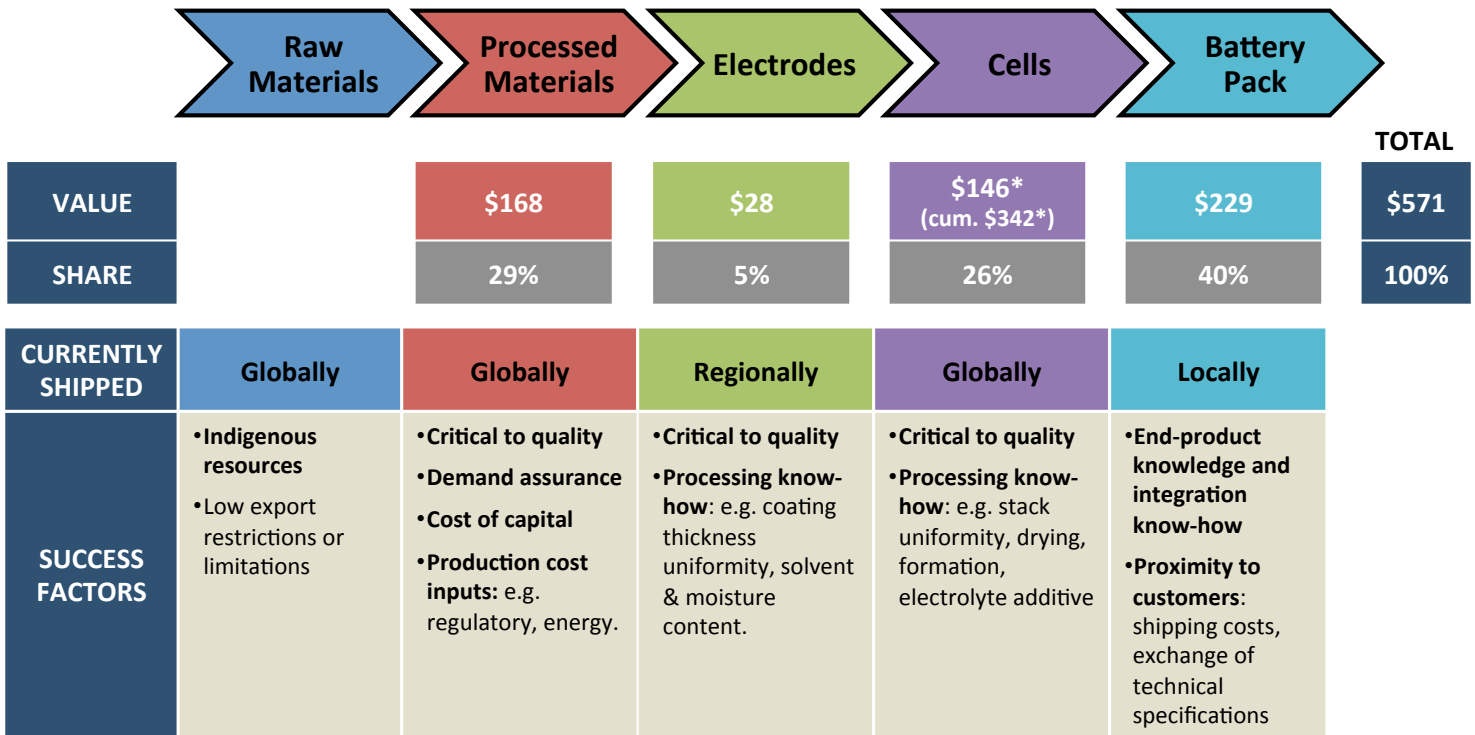 Raw
Materials
Processed
Materials
Electrodes
Cells
Battery
Pack
TOTAL
VALUE
$168
$28
$146*
(cum. $342*)
$229
$571
SHARE
29%
5%
26%
40%
100%
CURRENTLY
SHIPPED
Globally
Globally
Regionally
Globally
Locally
SUCCESS
FACTORS
•Indigenous
resources
•Low export
restrictions or
limitations
•Critical to quality
•Demand assurance
•Cost of capital
•Production cost
inputs: e.g.
regulatory, energy.
•Critical to quality
•Processing know-
how: e.g. coating
thickness
uniformity, solvent
& moisture
content.
•Critical to quality
•Processing know-
how: e.g. stack
uniformity, drying,
formation,
electrolyte additive
•End-product
knowledge and
integration
know-how
•Proximity to
customers:
shipping costs,
exchange of
technical
specifications